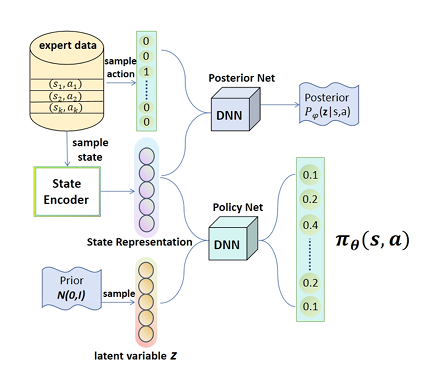 expert data
(s₁, a₁)
(s₂, a₂)
(sₖ, aₖ)
sample
action
0
0
1
0
0
Posterior Net
DNN
Posterior
Pφ(z|s,a)
sample
state
State
Encoder
State Representation
Policy Net
DNN
0.1
0.2
0.4
0.2
0.1
πθ(s,a)
Prior
N(0,I)
sample
latent variable z